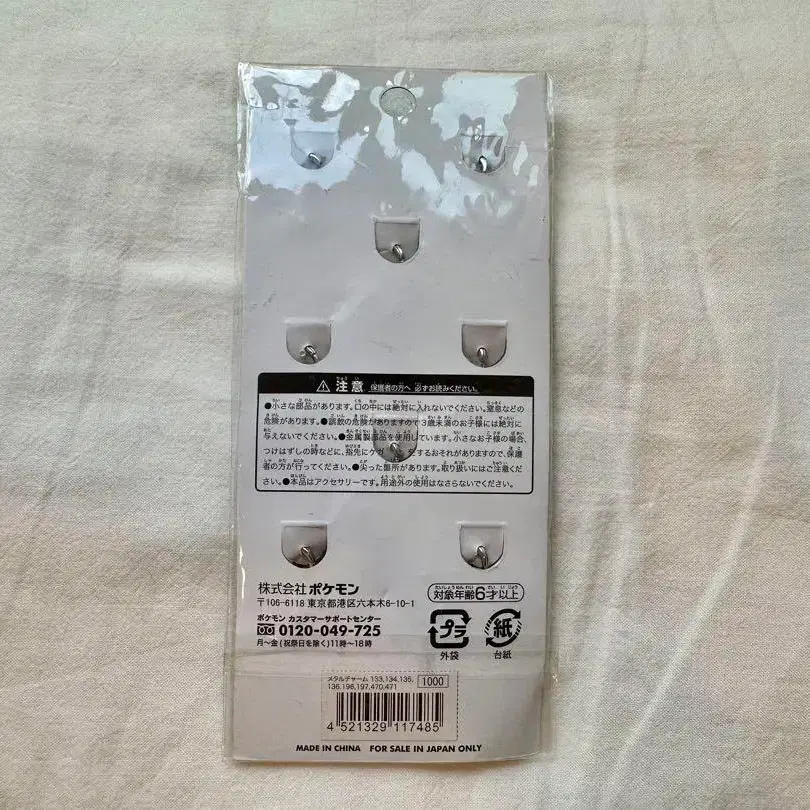 ⚠ 注意 保護者の方へ 必ずお読みください。
●小さな部品があります。口の中には絶対に入れないでください。窒息などの
危険があります。●誤飲の危険がありますので3歳未満のお子様には絶対に
与えないでください。●金属製部品を使用しています。小さなお子様の場合、
つけはずしの時などに、指先にケガをするおそれがありますので、保護
者の方が行ってください。●尖った箇所があります。取り扱いにはご注意くだ
さい。●本品はアクセサリーです。用途外の使用はなさらないでください。
株式会社 ポケモン
〒106-6118 東京都港区六本木6-10-1
ポケモン カスタマーサポートセンター
0120-049-725
月〜金(祝祭日を除く)11時〜18時
対象年齢6才以上
プラ
外袋
紙
台紙
メタルチャーム 133,134,135,
136,196,197,470,471
1000
4 521329 117485
MADE IN CHINA FOR SALE IN JAPAN ONLY